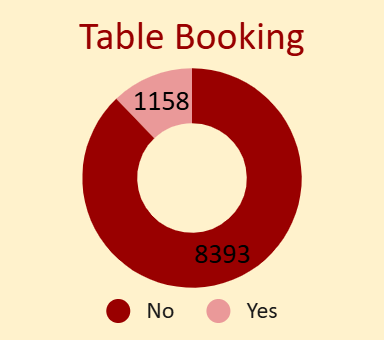 Table Booking
1158
8393
No Yes